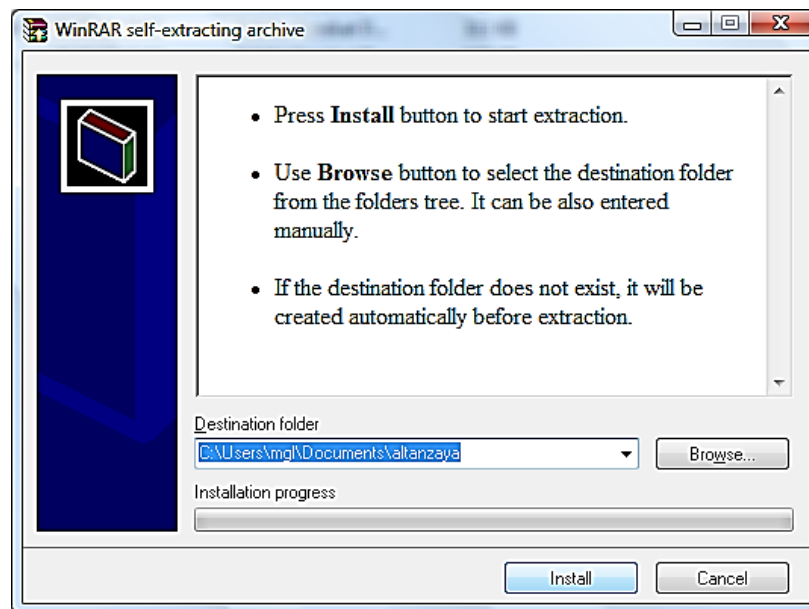 WinRAR self-extracting archive
Press Install button to start extraction.
Use Browse button to select the destination folder
from the folders tree. It can be also entered
manually.
If the destination folder does not exist, it will be
created automatically before extraction.
Destination folder
C:\Users\mgl\Documents\altanzaya
Browse...
Installation progress
Install
Cancel